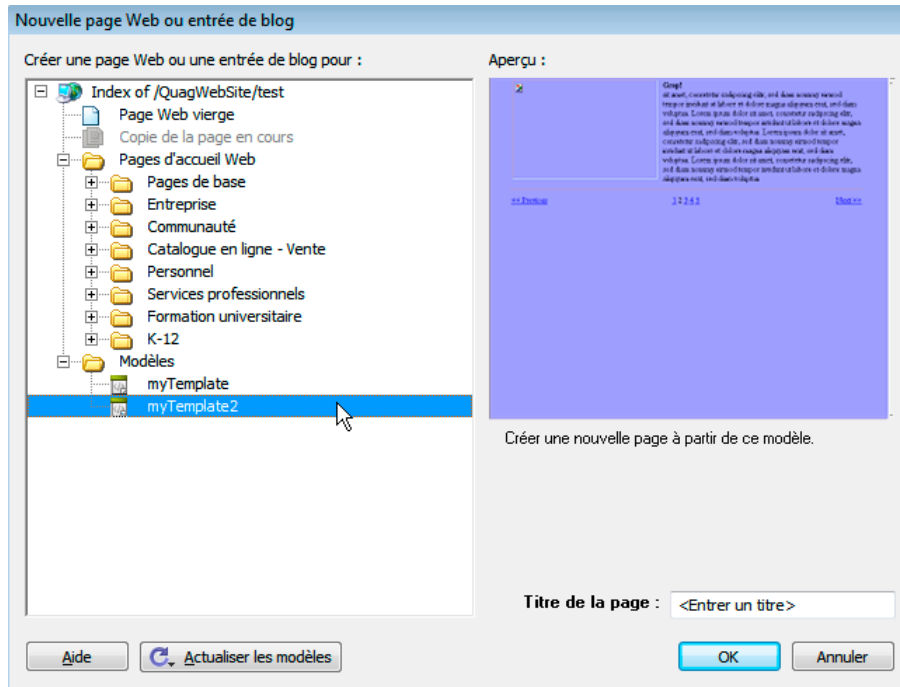 Nouvelle page Web ou entrée de blog
Créer une page Web ou une entrée de blog pour :
Index of /QuagWebSite/test
Page Web vierge
Copie de la page en cours
Pages d'accueil Web
Pages de base
Entreprise
Communauté
Catalogue en ligne - Vente
Personnel
Services professionnels
Formation universitaire
K-12
Modèles
myTemplate
myTemplate2
Aperçu :
Créer une nouvelle page à partir de ce modèle.
Titre de la page : <Entrer un titre>
Aide
Actualiser les modèles
OK
Annuler